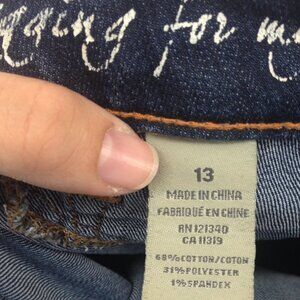 for m
13
MADE IN CHINA
FABRIQUÉ EN CHINE
RN 121340
CA 11319
68% COTTON/COTON
31% POLYESTER
1% SPANDEX